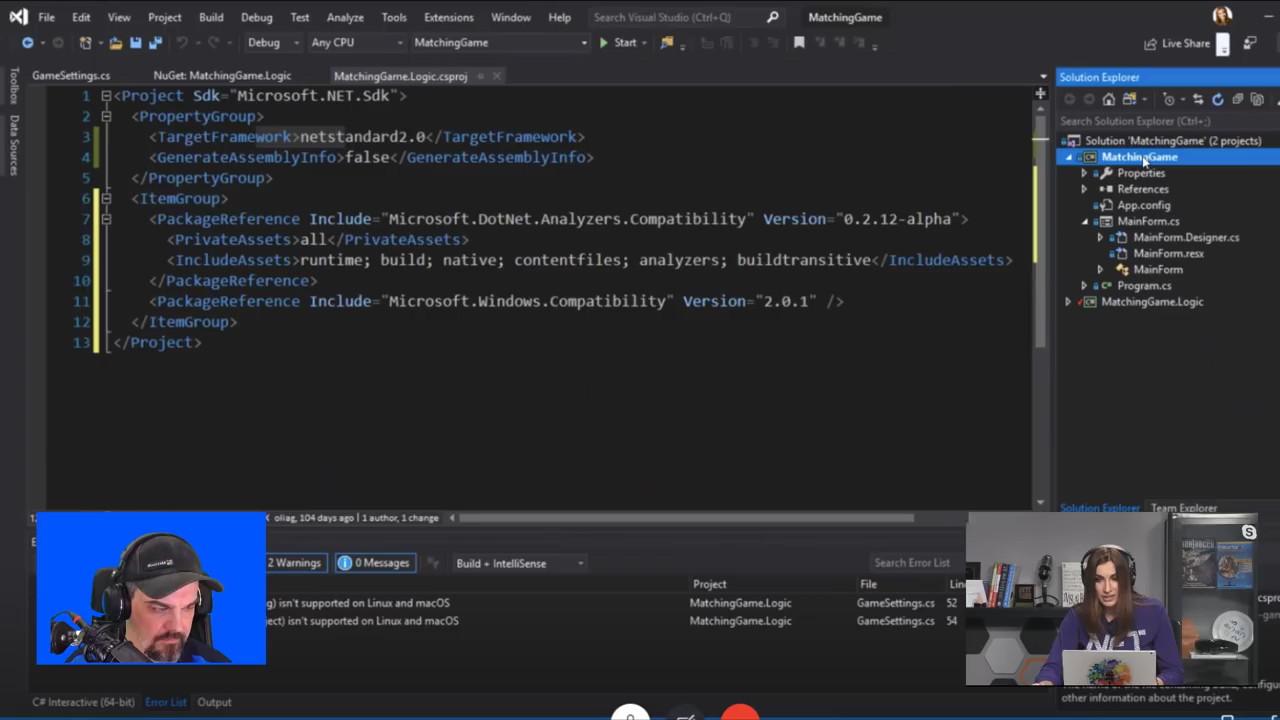 File Edit View Project Build Debug Test Analyze Tools Extensions Window Help Search Visual Studio (Ctrl+Q) MatchingGame
Debug Any CPU MatchingGame Start Live Share
Toolbox
Data Sources
GameSettings.cs NuGet: MatchingGame.Logic MatchingGame.Logic.csproj
1 <Project Sdk="Microsoft.NET.Sdk">
2 <PropertyGroup>
3 <TargetFramework>netstandard2.0</TargetFramework>
4 <GenerateAssemblyInfo>false</GenerateAssemblyInfo>
5 </PropertyGroup>
6 <ItemGroup>
7 <PackageReference Include="Microsoft.DotNet.Analyzers.Compatibility" Version="0.2.12-alpha">
8 <PrivateAssets>all</PrivateAssets>
9 <IncludeAssets>runtime; build; native; contentfiles; analyzers; buildtransitive</IncludeAssets>
10 </PackageReference>
11 <PackageReference Include="Microsoft.Windows.Compatibility" Version="2.0.1" />
12 </ItemGroup>
13 </Project>
Solution Explorer
Search Solution Explorer (Ctrl+;)
Solution 'MatchingGame' (2 projects)
MatchingGame
Properties
References
App.config
MainForm.cs
MainForm.Designer.cs
MainForm.resx
MainForm
Program.cs
MatchingGame.Logic
Solution Explorer Team Explorer
oliag, 104 days ago | 1 author, 1 change
2 Warnings 0 Messages Build + IntelliSense Search Error List
Project File
isn't supported on Linux and macOS MatchingGame.Logic GameSettings.cs 52
isn't supported on Linux and macOS MatchingGame.Logic GameSettings.cs 54
other information about the project.
C# Interactive (64-bit) Error List Output